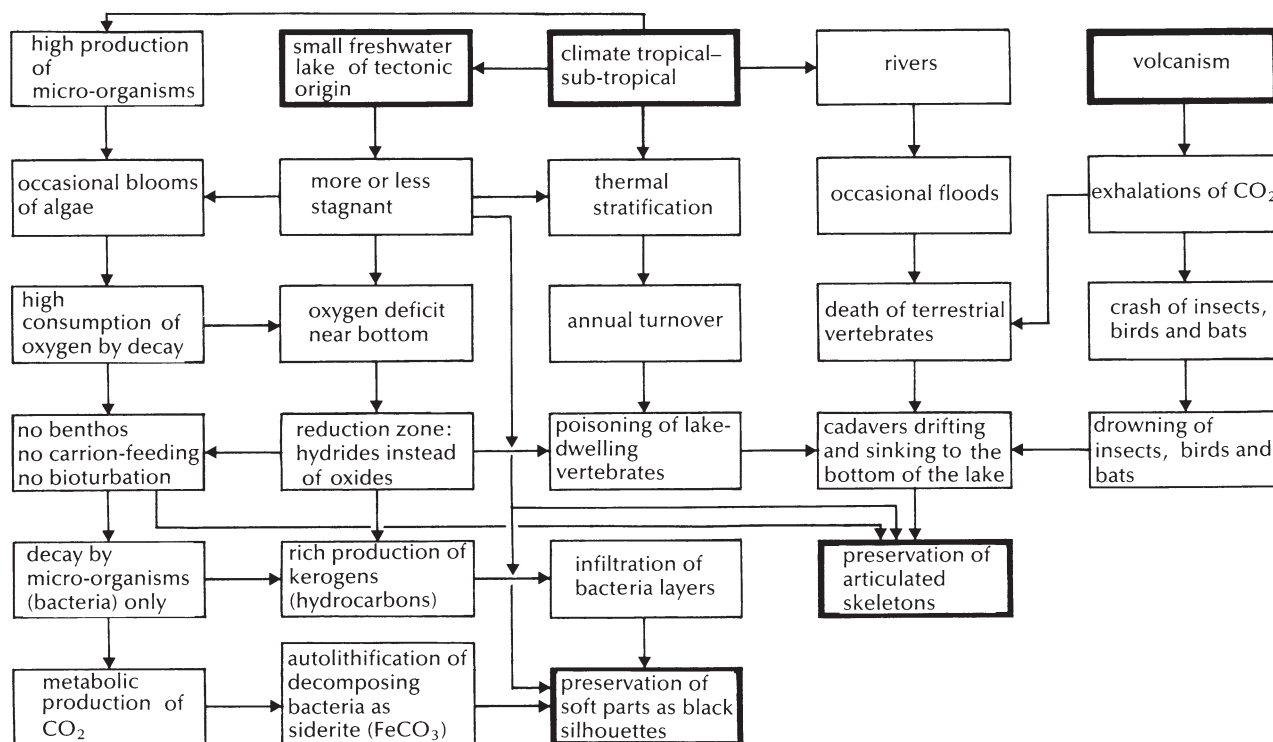 high production
of
micro-organisms
small freshwater
lake of tectonic
origin
climate tropical–
sub-tropical
rivers
volcanism
occasional blooms
of algae
more or less
stagnant
thermal
stratification
occasional floods
exhalations of CO₂
high
consumption of
oxygen by decay
oxygen deficit
near bottom
annual turnover
death of terrestrial
vertebrates
crash of insects,
birds and bats
no benthos
no carrion-feeding
no bioturbation
reduction zone:
hydrides instead
of oxides
poisoning of lake-
dwelling
vertebrates
cadavers drifting
and sinking to the
bottom of the lake
drowning of
insects, birds and
bats
decay by
micro-organisms
(bacteria) only
rich production of
kerogens
(hydrocarbons)
infiltration of
bacteria layers
preservation of
articulated
skeletons
metabolic
production of
CO₂
autolithification of
decomposing
bacteria as
siderite (FeCO₃)
preservation of
soft parts as black
silhouettes